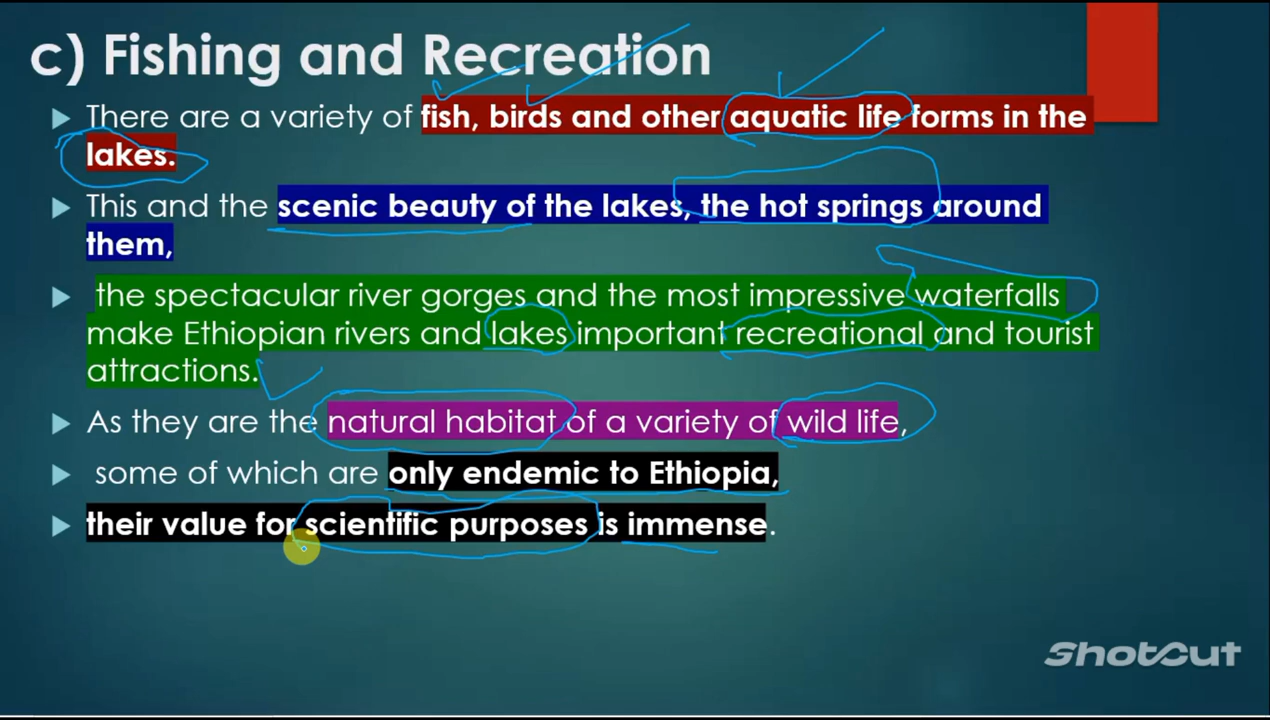 c) Fishing and Recreation
There are a variety of fish, birds and other aquatic life forms in the
lakes.
This and the scenic beauty of the lakes, the hot springs around
them,
the spectacular river gorges and the most impressive waterfalls
make Ethiopian rivers and lakes important recreational and tourist
attractions.
As they are the natural habitat of a variety of wild life,
some of which are only endemic to Ethiopia,
their value for scientific purposes is immense.
SHOTCUT